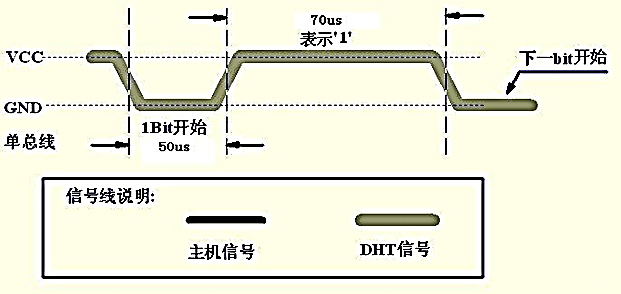 70us
表示'1'
VCC
下一bit开始
GND
1Bit开始
单总线
50us
信号线说明:
主机信号
DHT信号